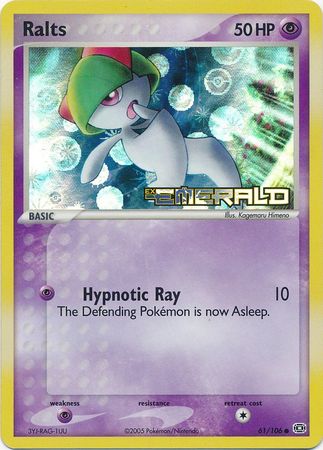 Ralts
50 HP
EX
EMERALD
BASIC
Illus. Kagemaru Himeno
Hypnotic Ray 10
The Defending Pokémon is now Asleep.
weakness resistance retreat cost
3YJ-RAG-1UU ©2005 Pokémon/Nintendo 61/106